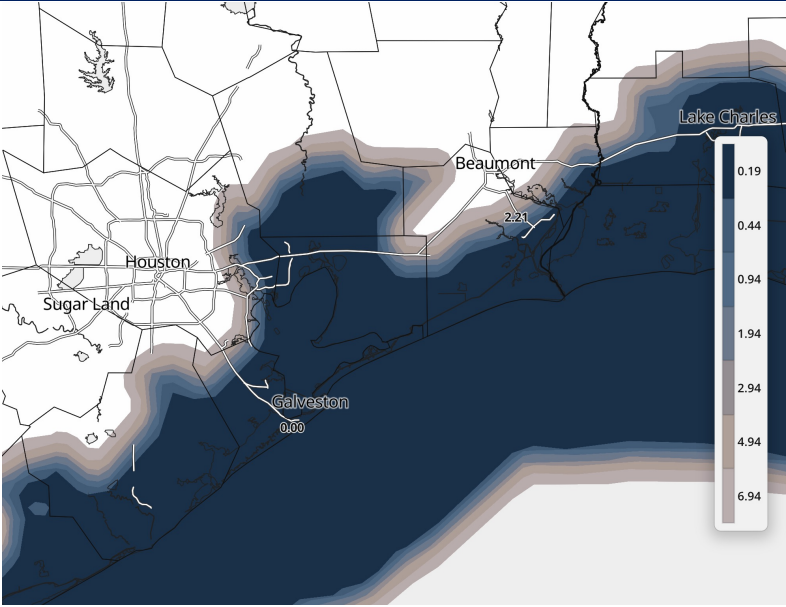 Lake Charles
Beaumont
0.19
2.21
0.44
Houston
0.94
Sugar Land
1.94
2.94
Galveston
0.00
4.94
6.94